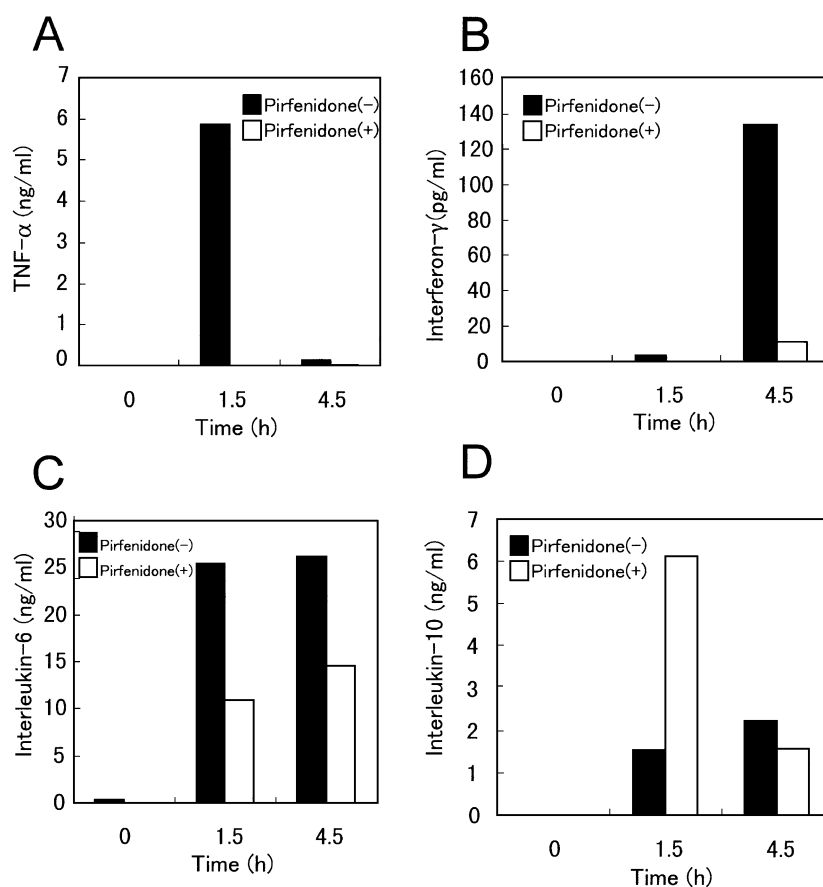 A
TNF-α (ng/ml)
7
6
5
4
3
2
1
0
Pirfenidone(-)
Pirfenidone(+)
0 1.5 4.5
Time (h)
B
Interferon-γ(pg/ml)
160
140
120
100
80
60
40
20
0
Pirfenidone(-)
Pirfenidone(+)
0 1.5 4.5
Time (h)
C
Interleukin-6 (ng/ml)
30
25
20
15
10
5
0
Pirfenidone(-)
Pirfenidone(+)
0 1.5 4.5
Time (h)
D
Interleukin-10 (ng/ml)
7
6
5
4
3
2
1
0
Pirfenidone(-)
Pirfenidone(+)
0 1.5 4.5
Time (h)